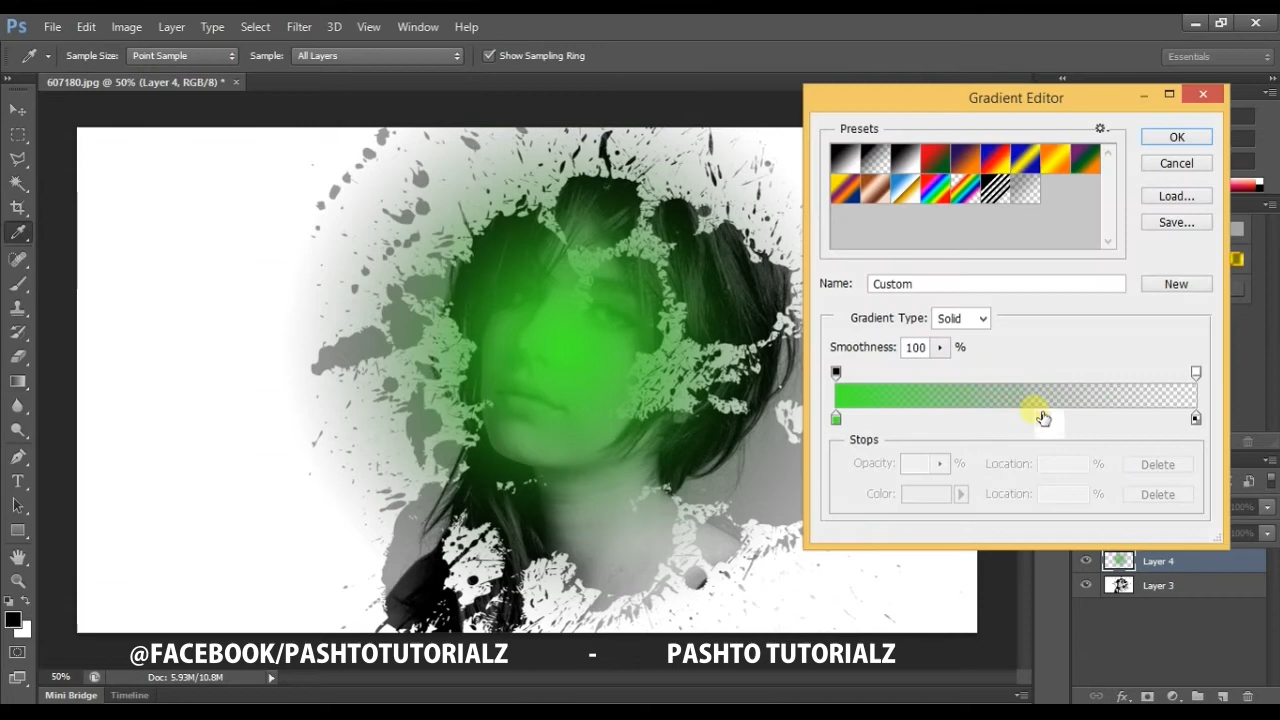 Ps File Edit Image Layer Type Select Filter 3D View Window Help
Sample Size: Point Sample Sample: All Layers Show Sampling Ring Essentials
607180.jpg @ 50% (Layer 4, RGB/8) * ×
Gradient Editor
Presets
OK
Cancel
Load...
Save...
Name: Custom New
Gradient Type: Solid
Smoothness: 100 %
Stops
Opacity: % Location: % Delete
Color: Location: % Delete
100%
100%
Layer 4
Layer 3
@FACEBOOK/PASHTOTUTORIALZ - PASHTO TUTORIALZ
50% Doc: 5.93M/10.8M
Mini Bridge Timeline